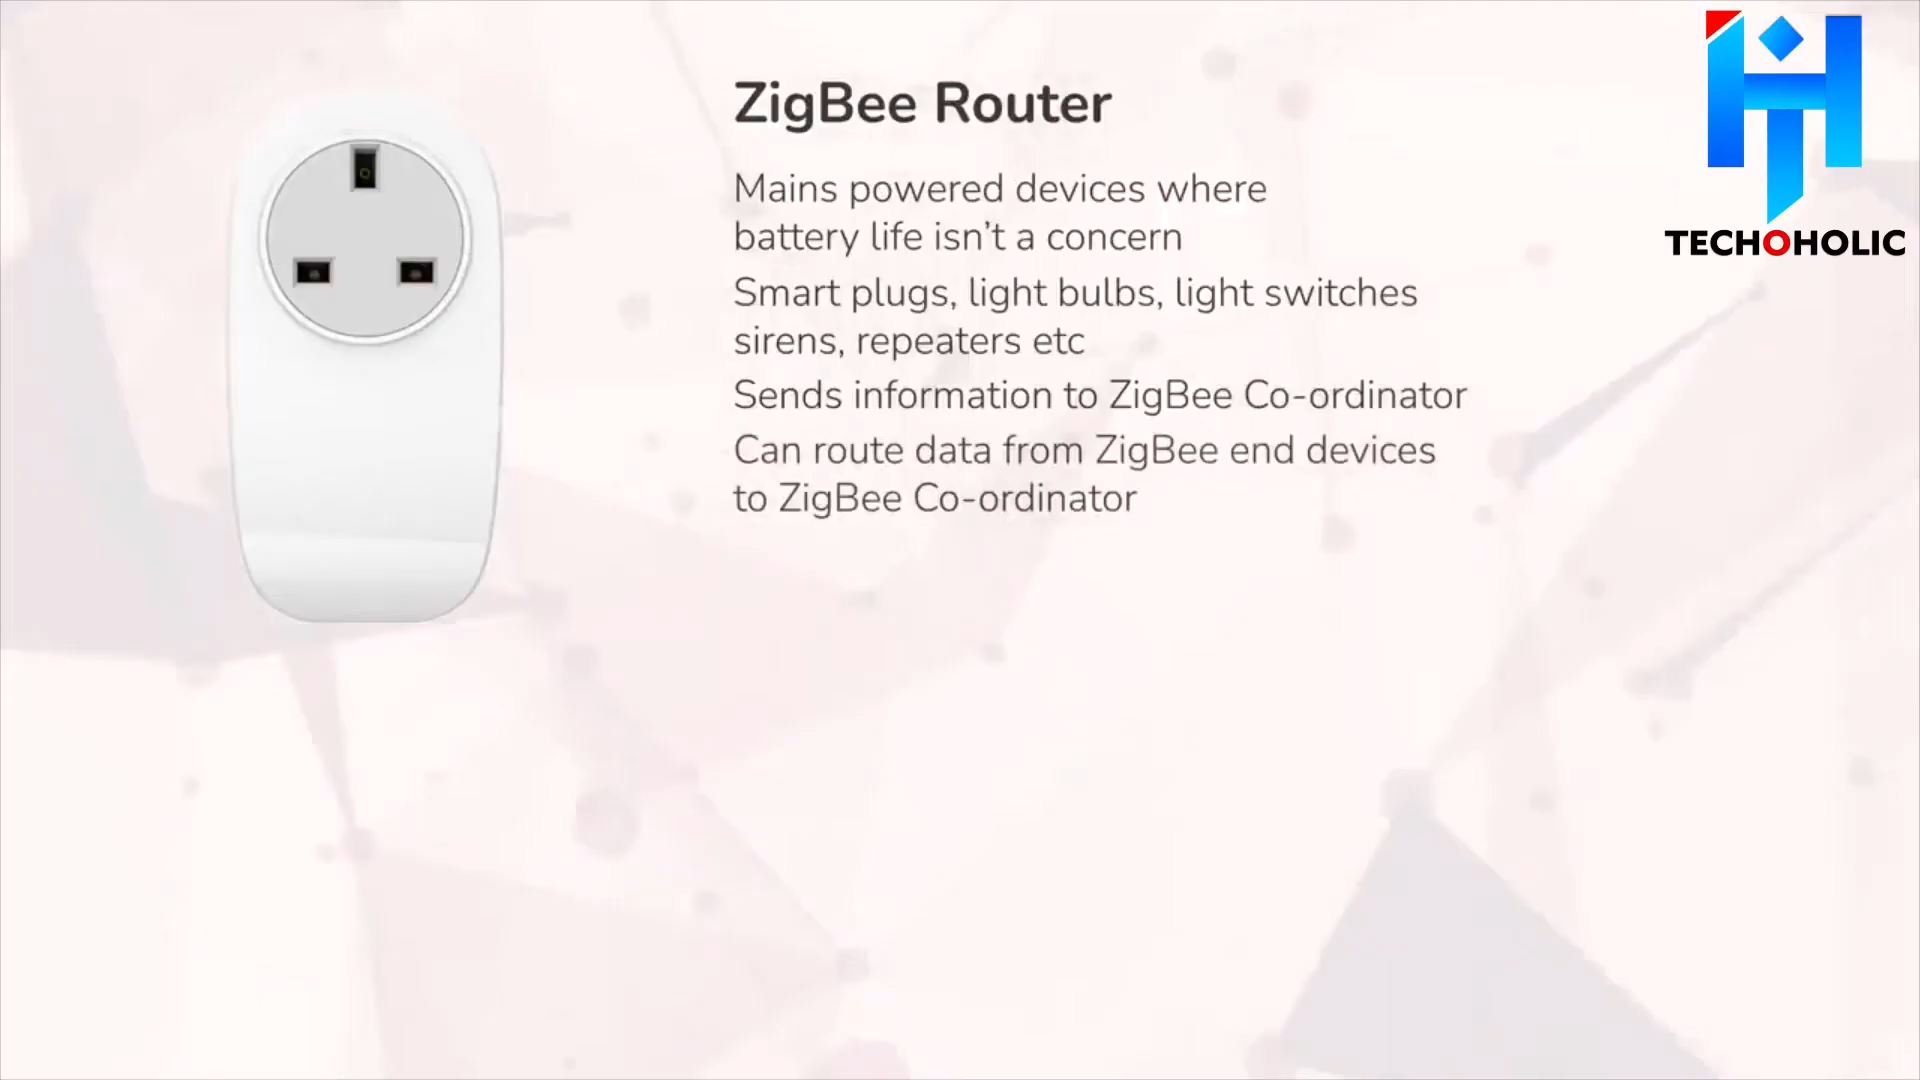 ZigBee Router
Mains powered devices where
battery life isn’t a concern
Smart plugs, light bulbs, light switches
sirens, repeaters etc
Sends information to ZigBee Co-ordinator
Can route data from ZigBee end devices
to ZigBee Co-ordinator
TECHOHOLIC